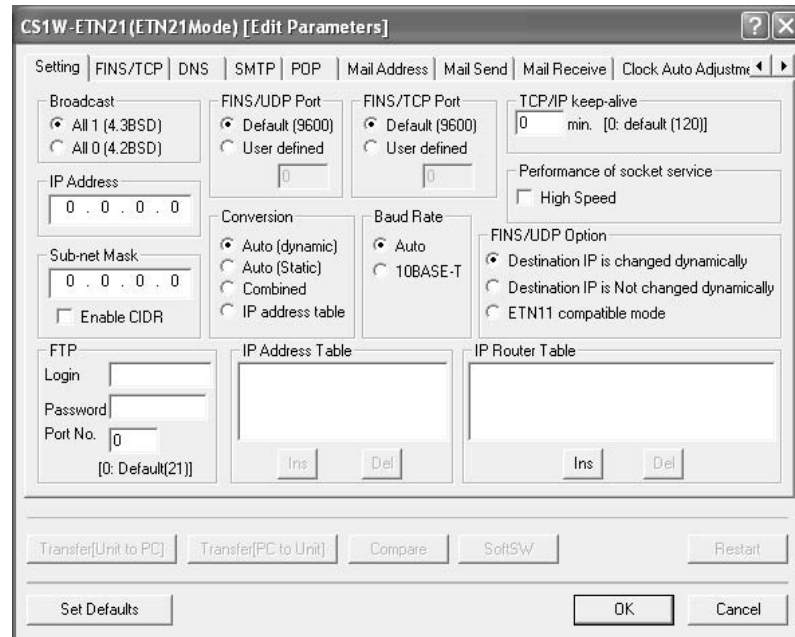 CS1W-ETN21(ETN21Mode) [Edit Parameters]
Setting FINS/TCP DNS SMTP POP Mail Address Mail Send Mail Receive Clock Auto Adjustme
Broadcast
All 1 (4.3BSD)
All 0 (4.2BSD)
FINS/UDP Port
Default (9600)
User defined
0
FINS/TCP Port
Default (9600)
User defined
0
TCP/IP keep-alive
0 min. [0: default (120)]
IP Address
0 . 0 . 0 . 0
Performance of socket service
High Speed
Sub-net Mask
0 . 0 . 0 . 0
Enable CIDR
Conversion
Auto (dynamic)
Auto (Static)
Combined
IP address table
Baud Rate
Auto
10BASE-T
FINS/UDP Option
Destination IP is changed dynamically
Destination IP is Not changed dynamically
ETN11 compatible mode
FTP
Login
Password
Port No. 0
[0: Default(21)]
IP Address Table
Ins Del
IP Router Table
Ins Del
Transfer[Unit to PC] Transfer[PC to Unit] Compare SoftSW Restart
Set Defaults OK Cancel